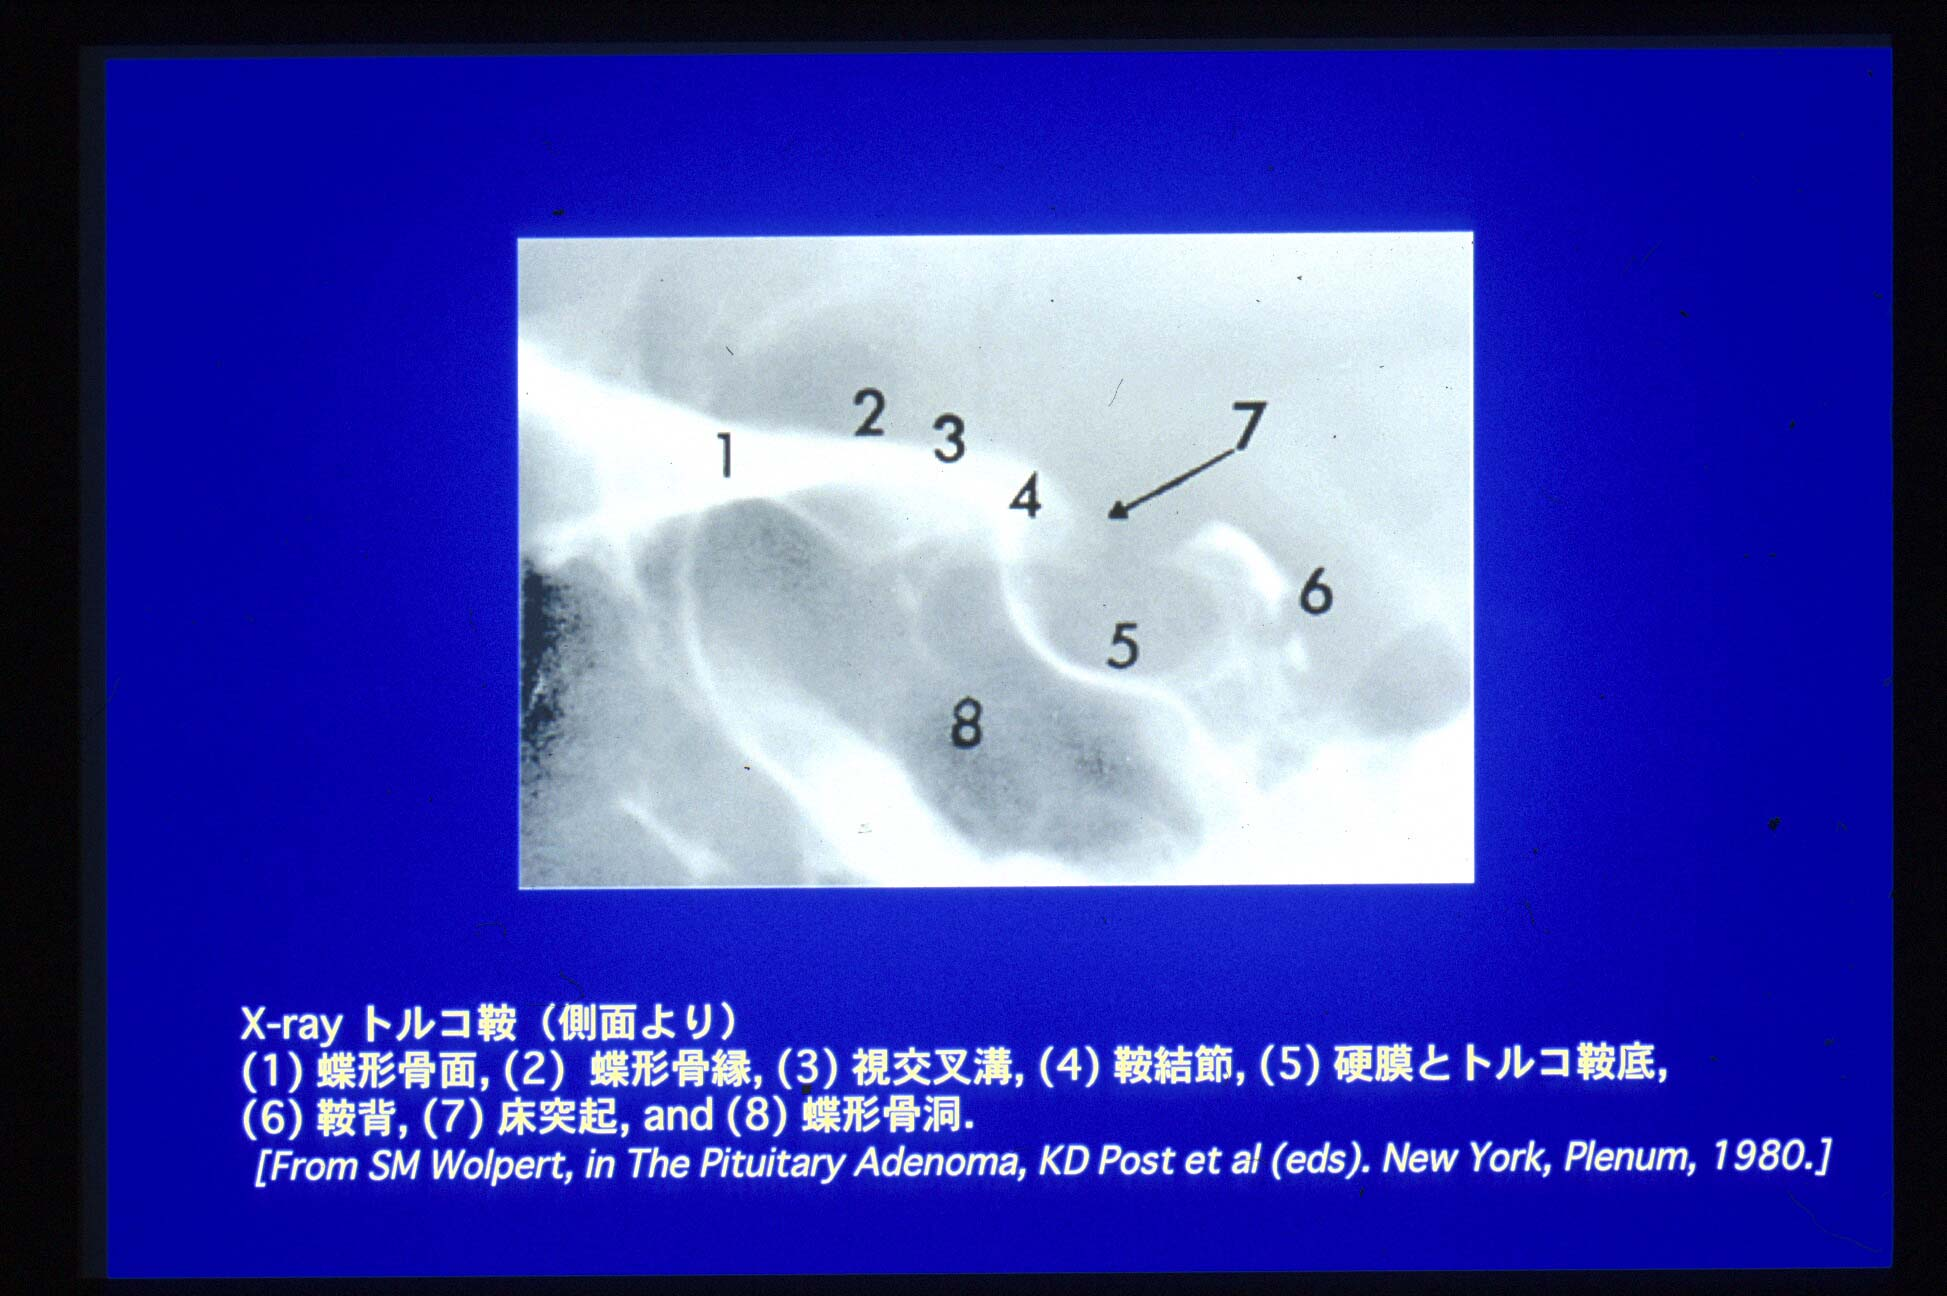 1
2
3
4
5
6
7
8
X-ray トルコ鞍（側面より）
(1) 蝶形骨面, (2) 蝶形骨縁, (3) 視交叉溝, (4) 鞍結節, (5) 硬膜とトルコ鞍底,
(6) 鞍背, (7) 床突起, and (8) 蝶形骨洞.
[From SM Wolpert, in The Pituitary Adenoma, KD Post et al (eds). New York, Plenum, 1980.]